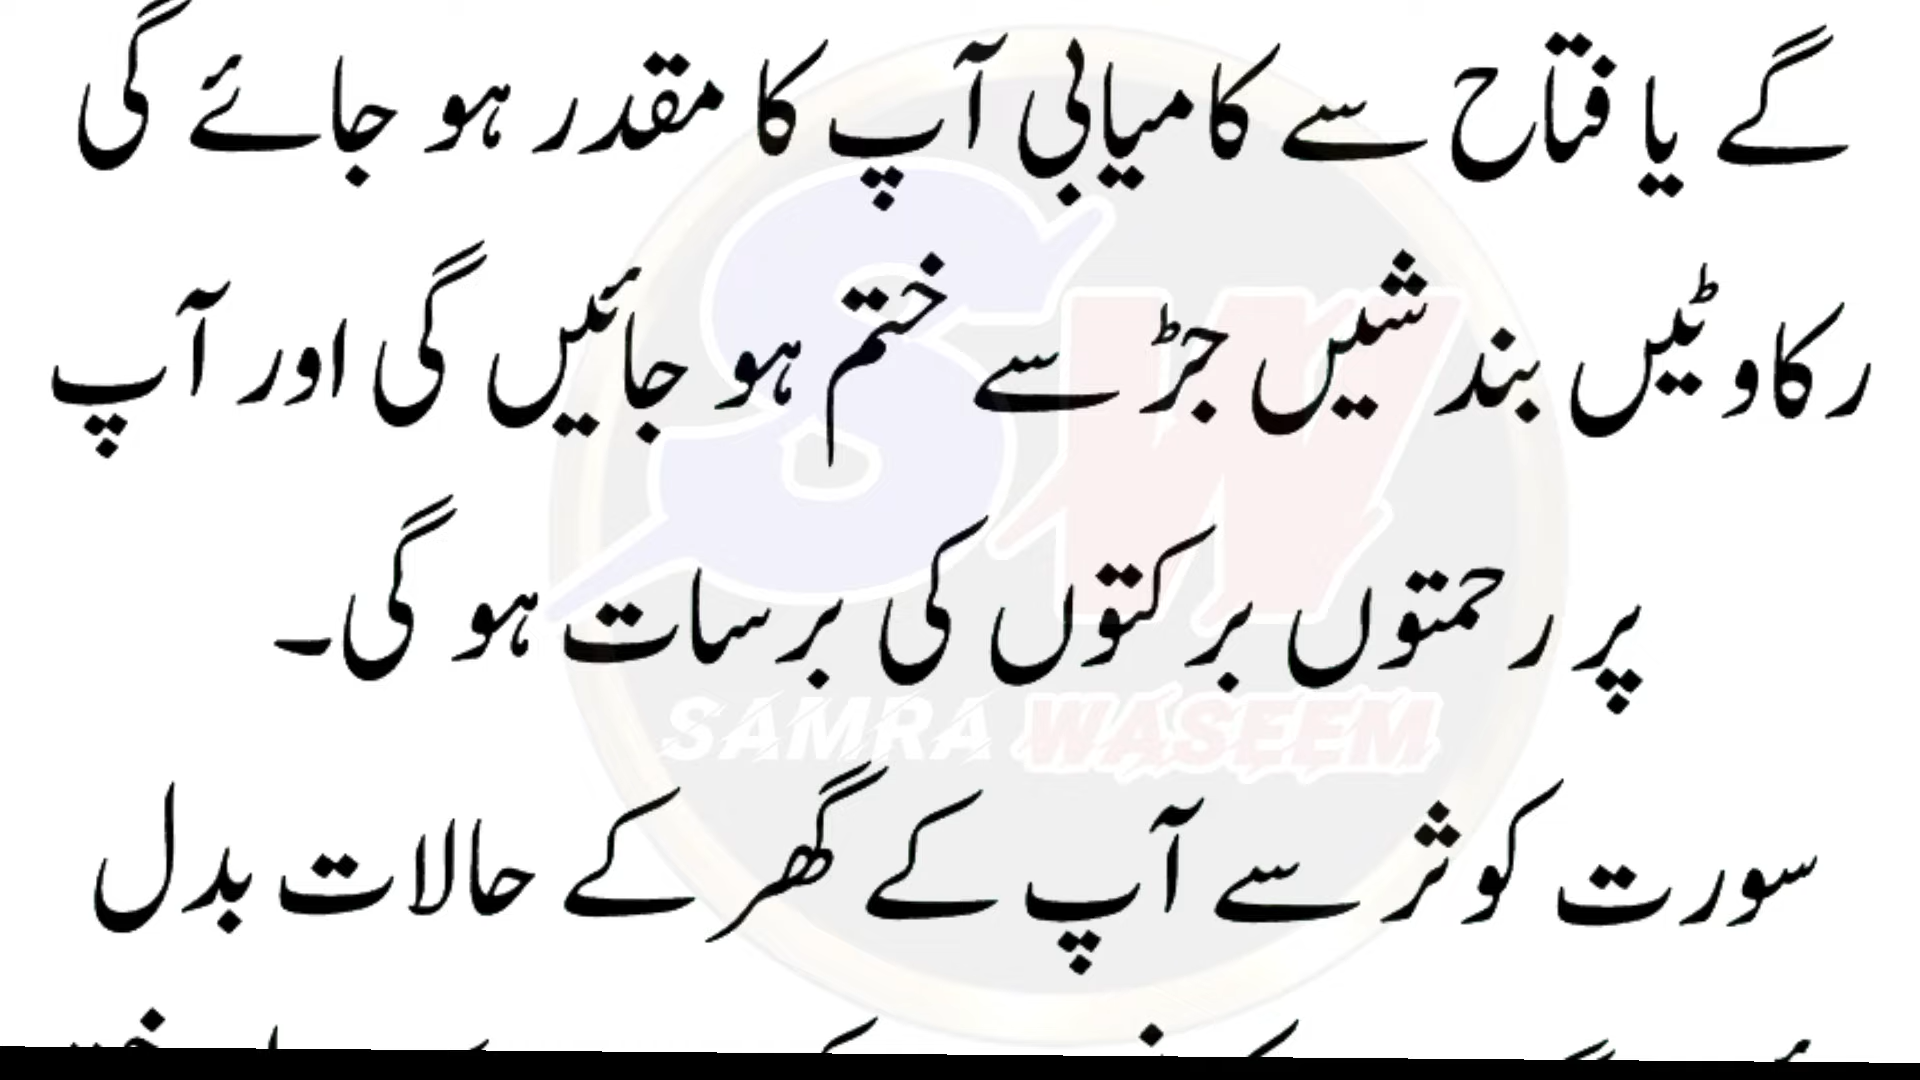 گے یا فتاح سے کامیابی آپ کا مقدر ہو جائے گی
رکاوٹیں بندشیں جڑ سے ختم ہو جائیں گی اور آپ
پر رحمتوں برکتوں کی برسات ہو گی۔
SAMRA WASEEM
سورت کوثر سے آپ کے گھر کے حالات بدل